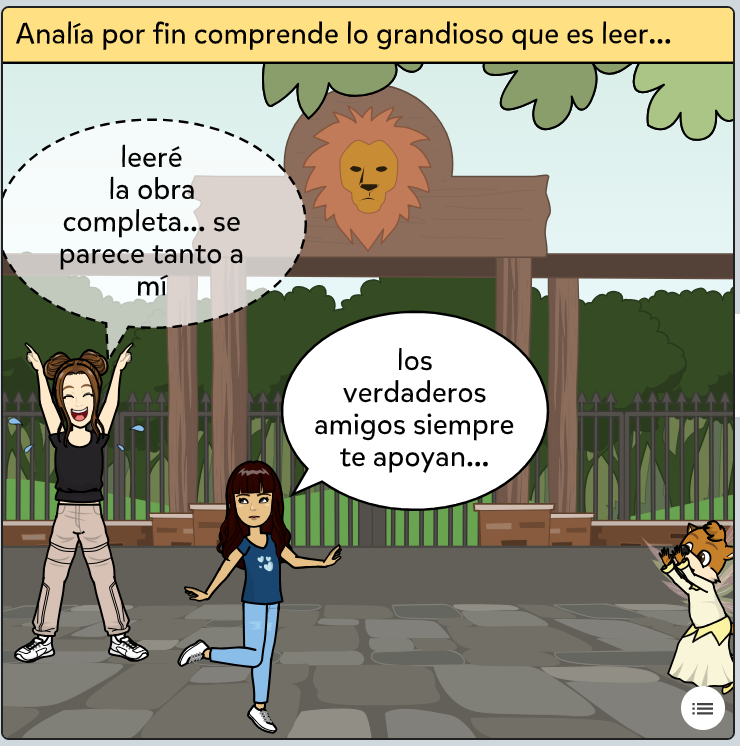 Analía por fin comprende lo grandioso que es leer...
leeré
la obra
completa... se
parece tanto a
mí
los
verdaderos
amigos siempre
te apoyan...